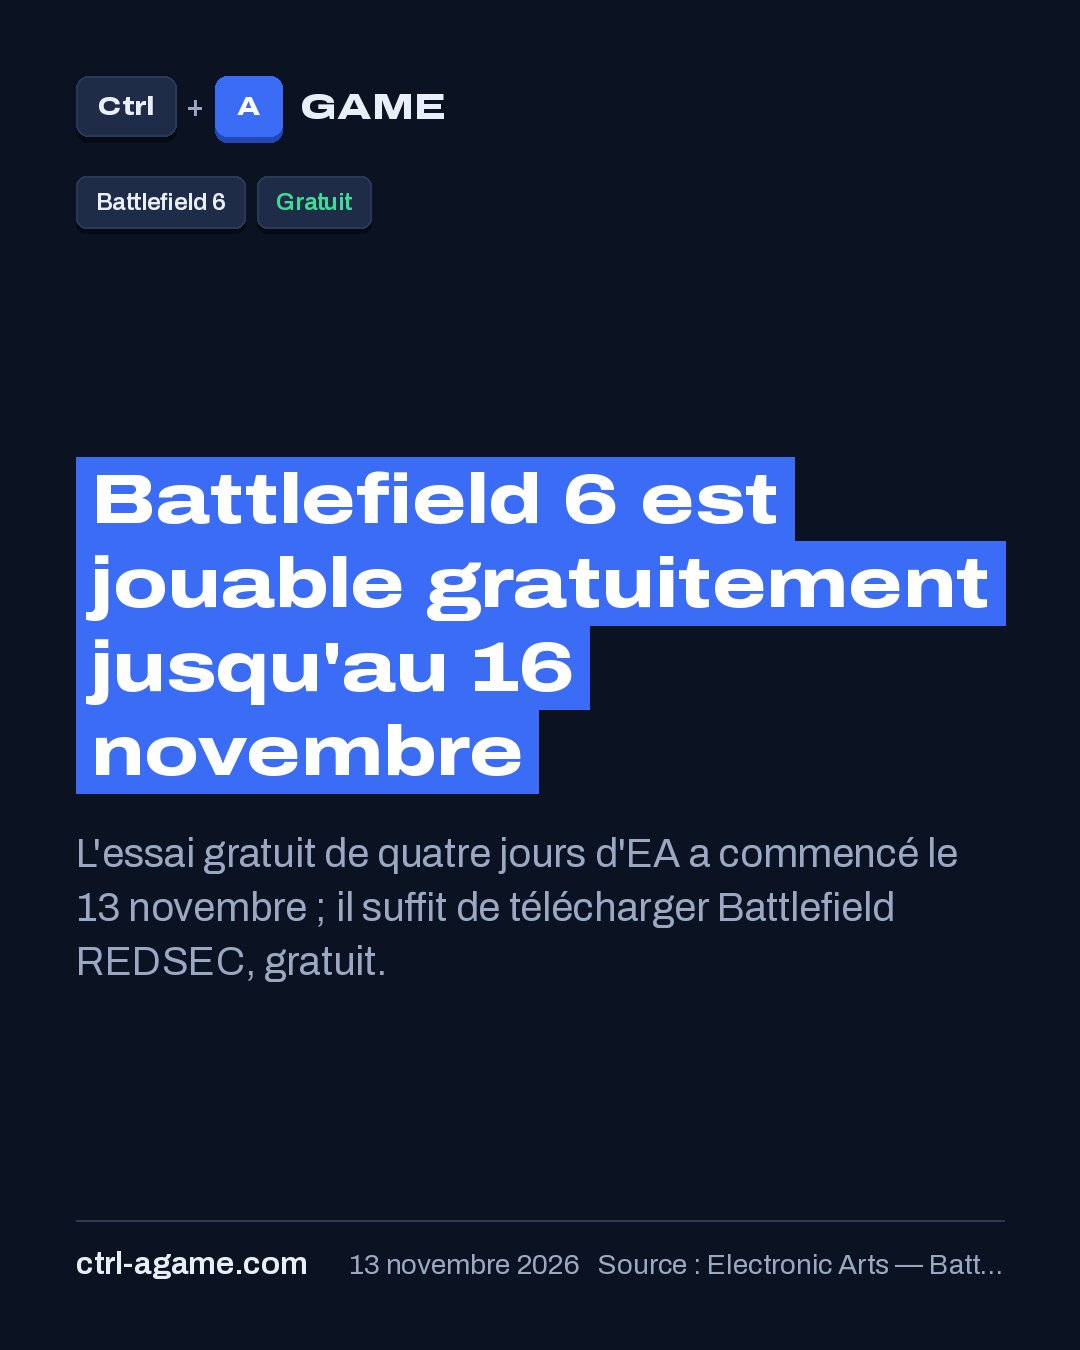 Ctrl + A GAME
Battlefield 6 Gratuit
Battlefield 6 est
jouable gratuitement
jusqu'au 16
novembre
L'essai gratuit de quatre jours d'EA a commencé le
13 novembre ; il suffit de télécharger Battlefield
REDSEC, gratuit.
ctrl-agame.com 13 novembre 2026 Source : Electronic Arts — Batt...